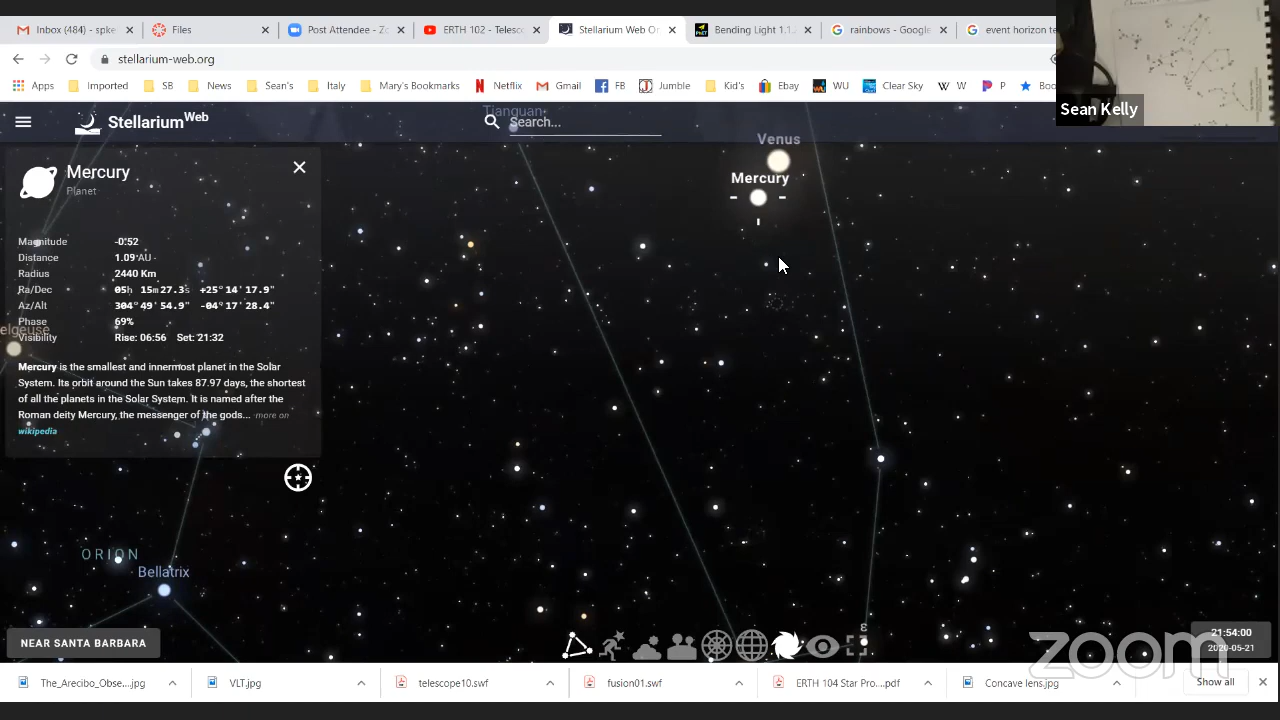 Inbox (484) - spke
Files
Post Attendee - Zo
ERTH 102 - Telesc
Stellarium Web On
Bending Light 1.1.
rainbows - Google
event horizon te
stellarium-web.org
Apps
Imported
SB
News
Sean's
Italy
Mary's Bookmarks
Netflix
Gmail
FB
Jumble
Kid's
Ebay
WU
Clear Sky
W
P
Boo
Sean Kelly
StellariumWeb
Tianguan
Search...
Venus
Mercury
Mercury
Planet
Magnitude -0.52
Distance 1.09 AU
Radius 2440 Km
Ra/Dec 05h 15m27.3s +25°14'17.9"
Az/Alt 304°49'54.9" -04°17'28.4"
Phase 69%
Visibility Rise: 06:56 Set: 21:32
elgeuse
Mercury is the smallest and innermost planet in the Solar
System. Its orbit around the Sun takes 87.97 days, the shortest
of all the planets in the Solar System. It is named after the
Roman deity Mercury, the messenger of the gods... more on
wikipedia
ORION
Bellatrix
ε
NEAR SANTA BARBARA
21:54:00
2020-05-21
zoom
The_Arecibo_Obse....jpg
VLT.jpg
telescope10.swf
fusion01.swf
ERTH 104 Star Pro....pdf
Concave lens.jpg
Show all